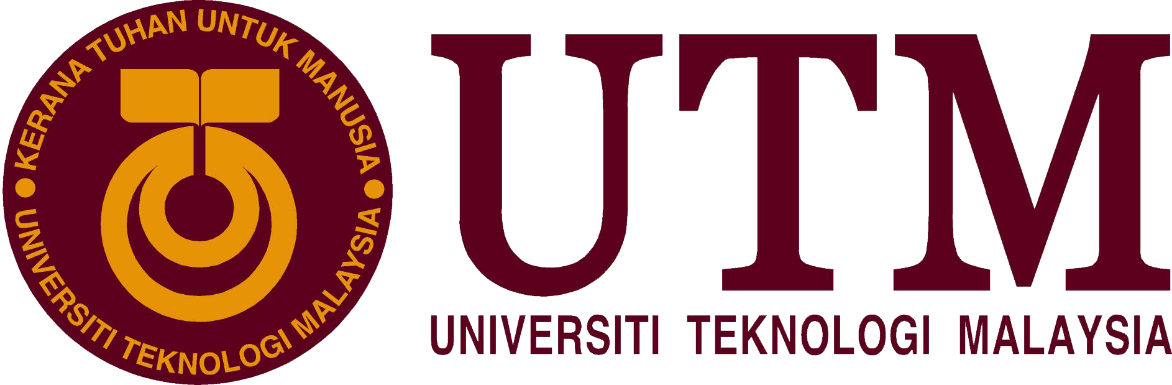 KERANA TUHAN UNTUK MANUSIA
UNIVERSITI TEKNOLOGI MALAYSIA
UTM
UNIVERSITI TEKNOLOGI MALAYSIA